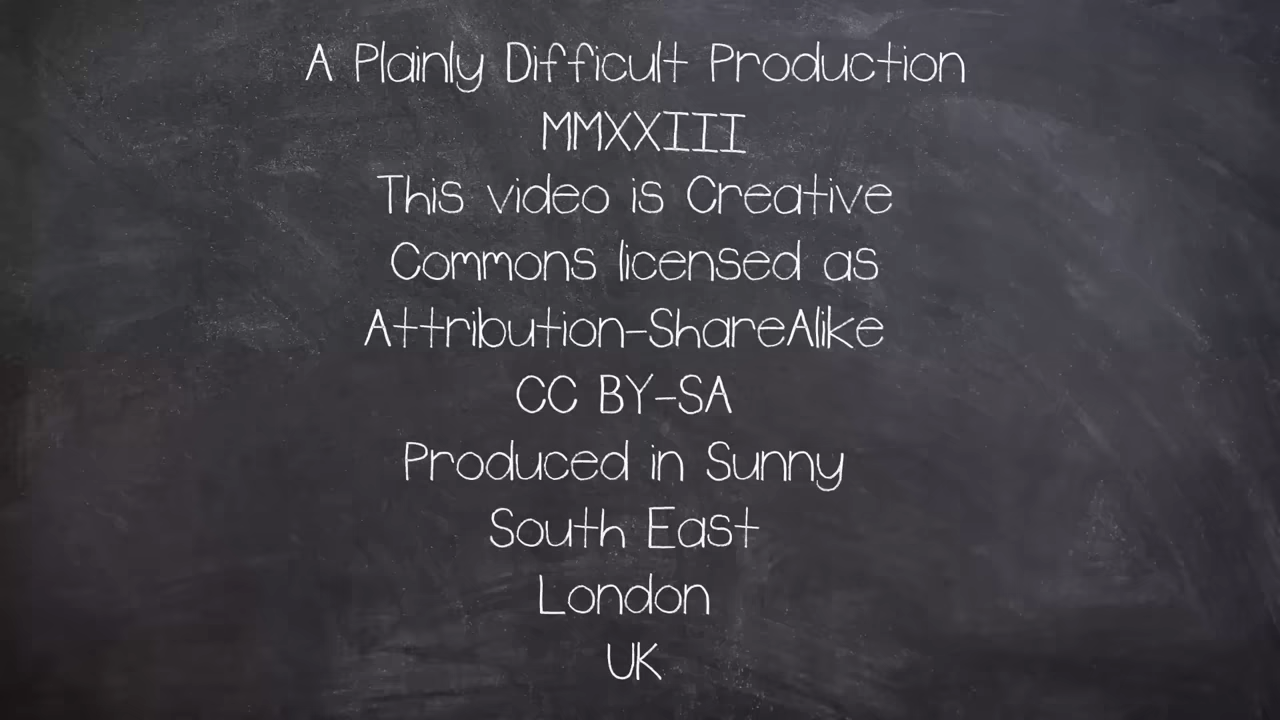 A Plainly Difficult Production
MMXXIII
This video is Creative
Commons licensed as
Attribution-ShareAlike
CC BY-SA
Produced in Sunny
South East
London
UK